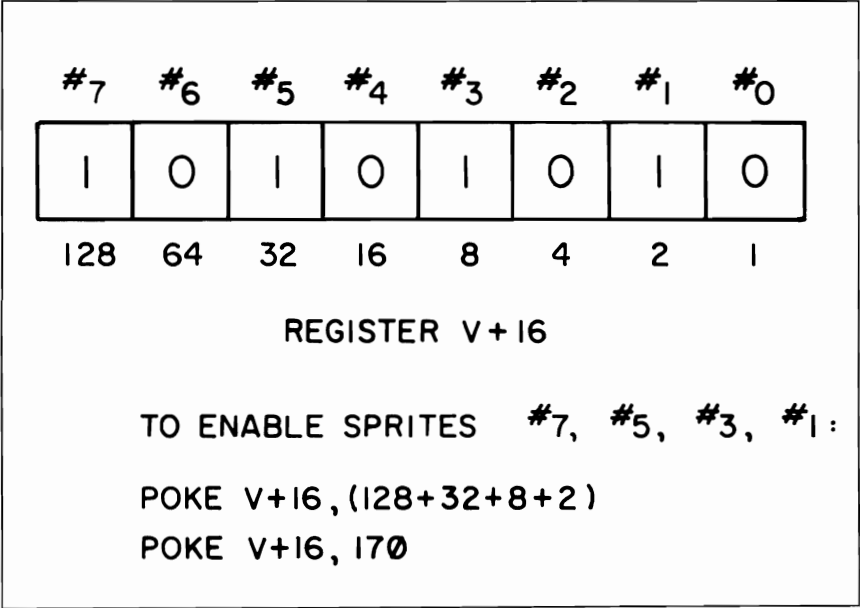 #7 #6 #5 #4 #3 #2 #1 #0
1 0 1 0 1 0 1 0
128 64 32 16 8 4 2 1
REGISTER V+16
TO ENABLE SPRITES #7, #5, #3, #1:
POKE V+16,(128+32+8+2)
POKE V+16, 170